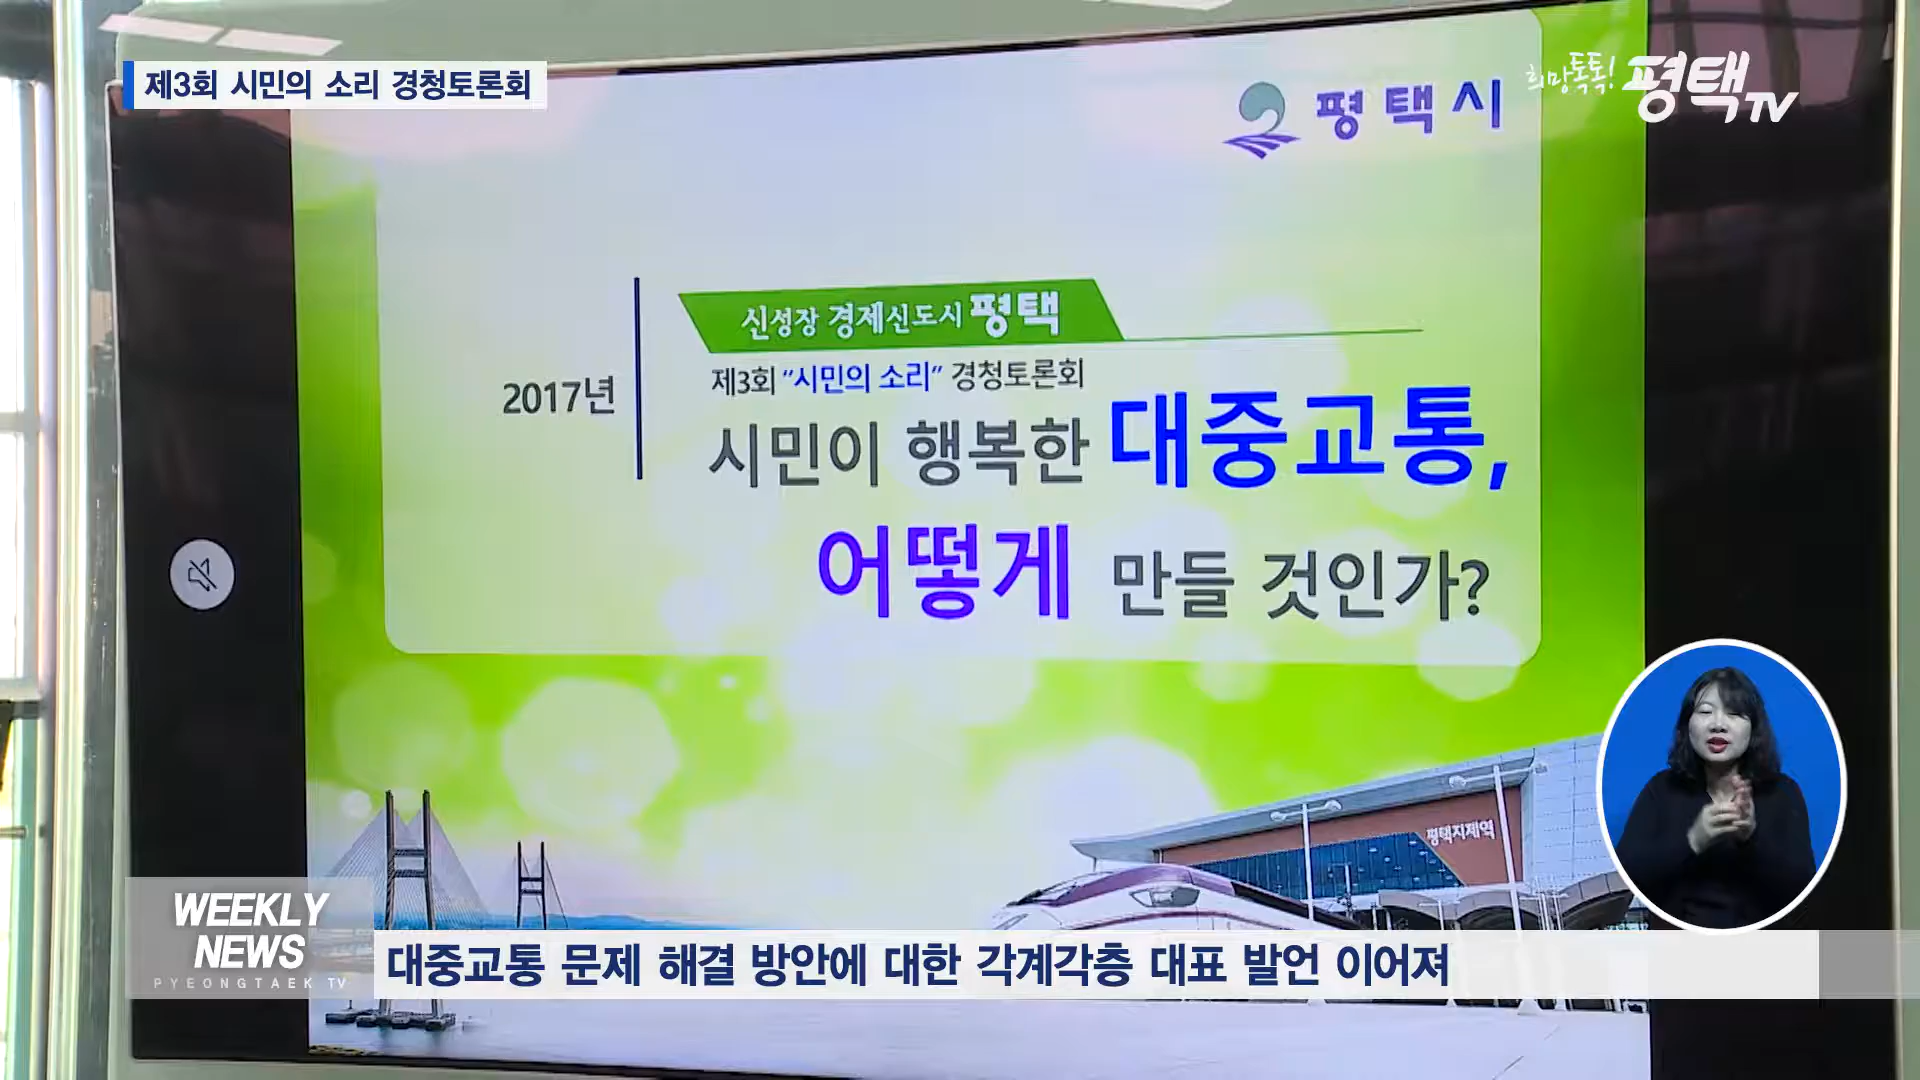 제3회 시민의 소리 경청토론회
희망톡톡! 평택TV
평택시
신성장 경제신도시 평택
2017년
제3회 "시민의 소리" 경청토론회
시민이 행복한 대중교통,
어떻게 만들 것인가?
평택지제역
WEEKLY
NEWS
PYEONGTAEK TV
대중교통 문제 해결 방안에 대한 각계각층 대표 발언 이어져